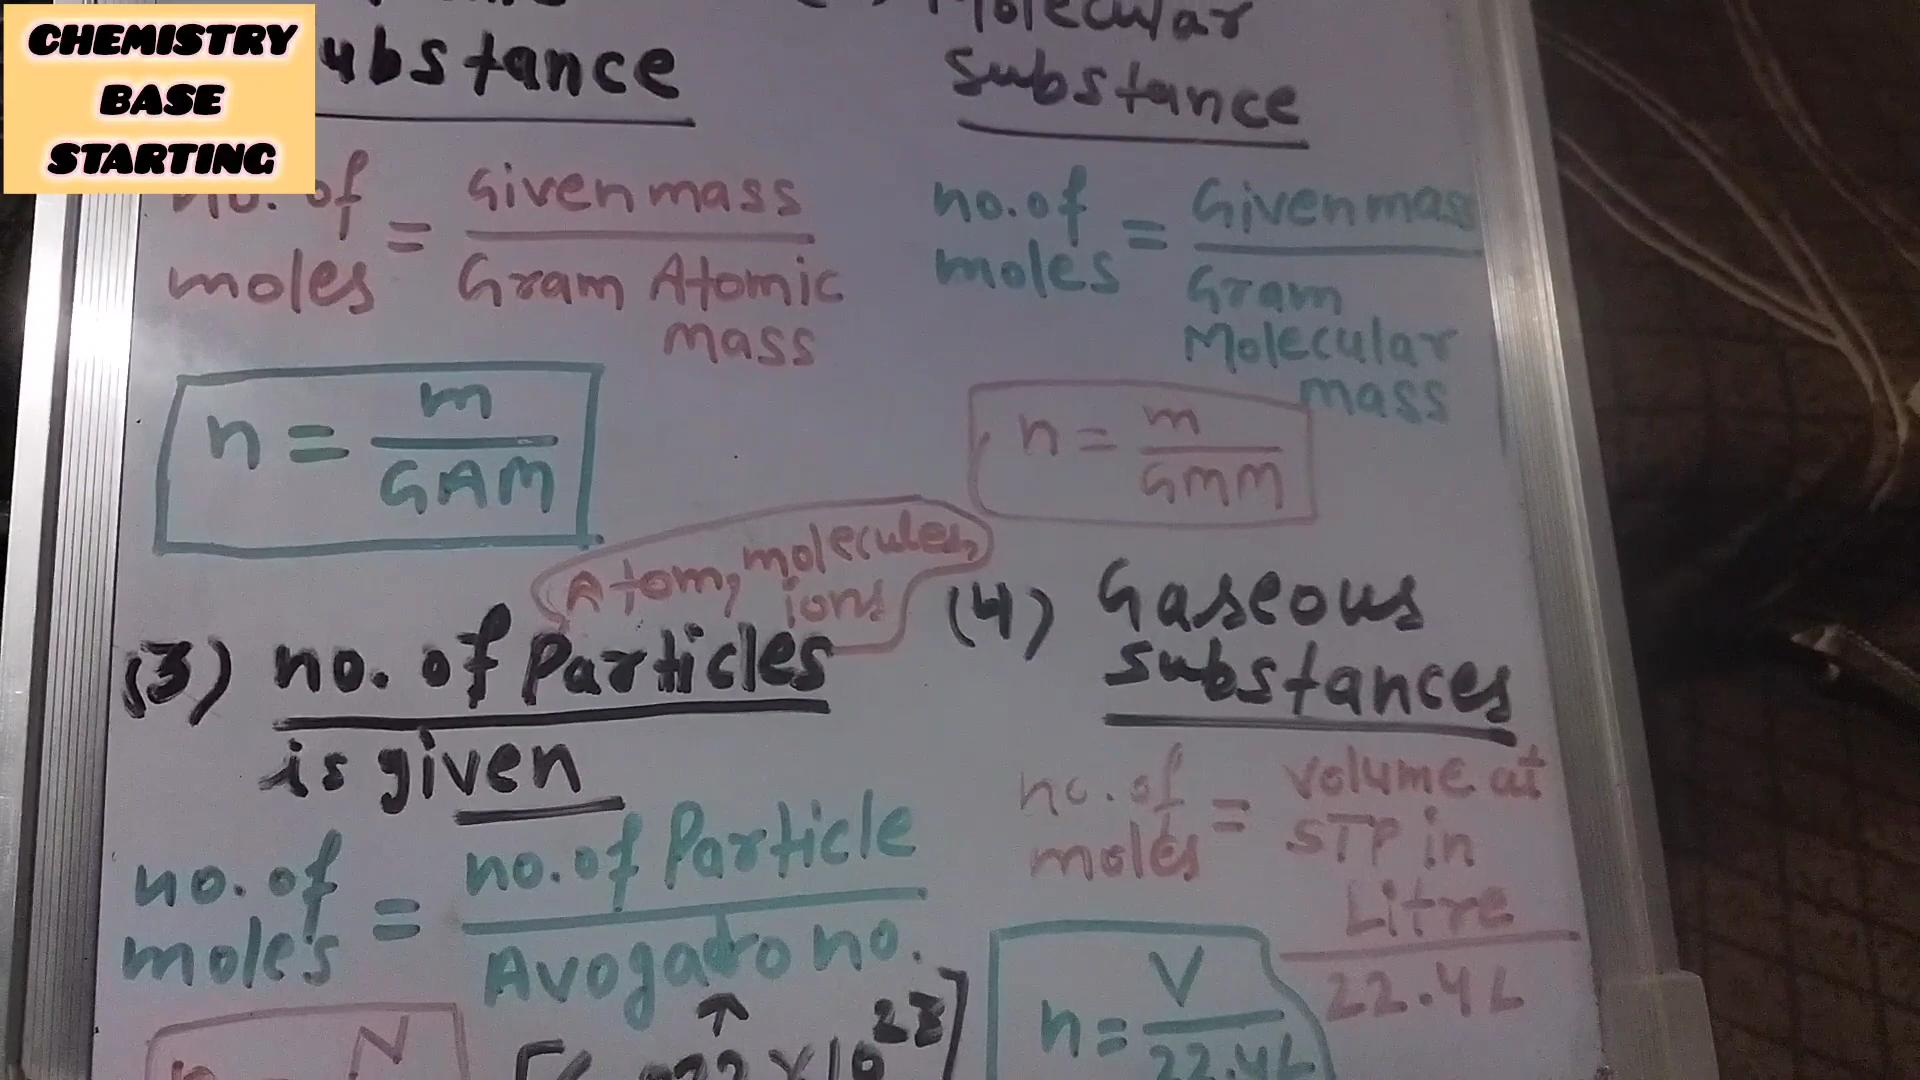 CHEMISTRY
BASE
STARTING
ubstance
Molecular
Substance
no. of
moles = Given mass
Gram Atomic
mass
n = m
GAM
no. of
moles = Given mass
Gram
Molecular
mass
n = m
GMM
Atom, molecules,
ions
(3) no. of Particles
is given
no. of
moles = no. of Particle
Avogadro no.
N
(4) Gaseous
substances
no. of
moles = volume at
STP in
Litre
22.4L
n = V
22.4L